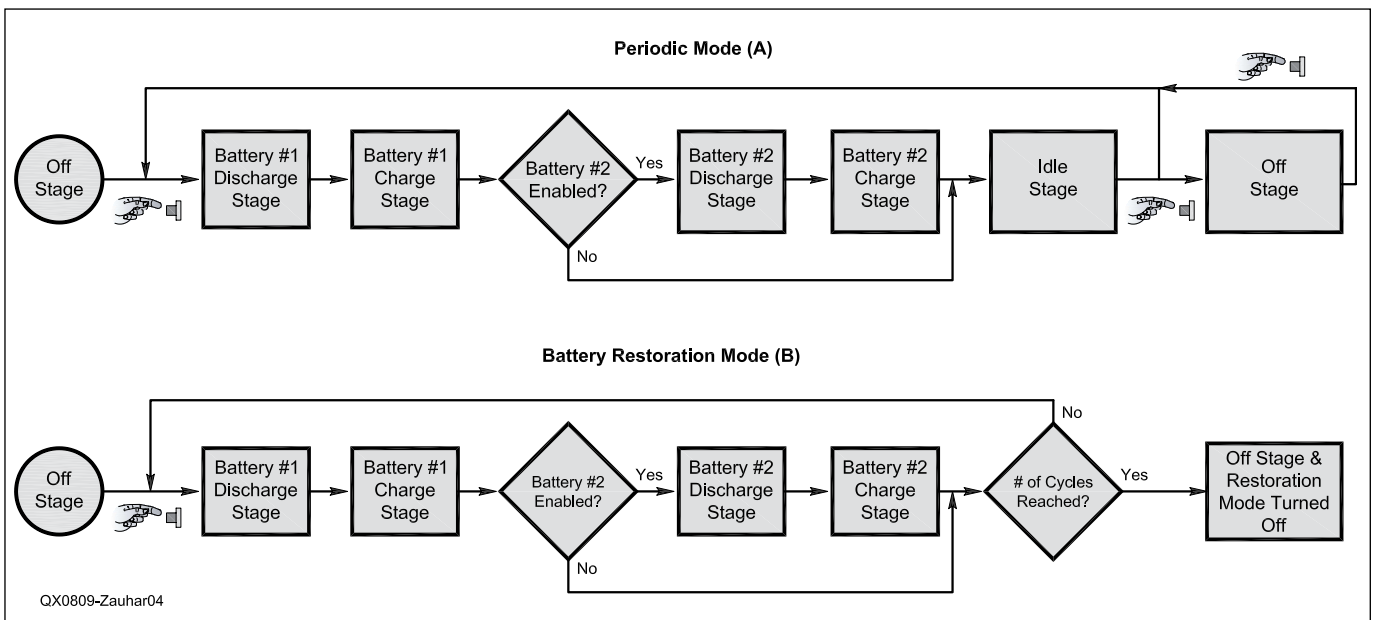 Periodic Mode (A)
Off
Stage
Battery #1
Discharge
Stage
Battery #1
Charge
Stage
Battery #2
Enabled?
Yes
No
Battery #2
Discharge
Stage
Battery #2
Charge
Stage
Idle
Stage
Off
Stage
Battery Restoration Mode (B)
Off
Stage
Battery #1
Discharge
Stage
Battery #1
Charge
Stage
Battery #2
Enabled?
Yes
No
Battery #2
Discharge
Stage
Battery #2
Charge
Stage
# of Cycles
Reached?
No
Yes
Off Stage &
Restoration
Mode Turned
Off
QX0809-Zauhar04